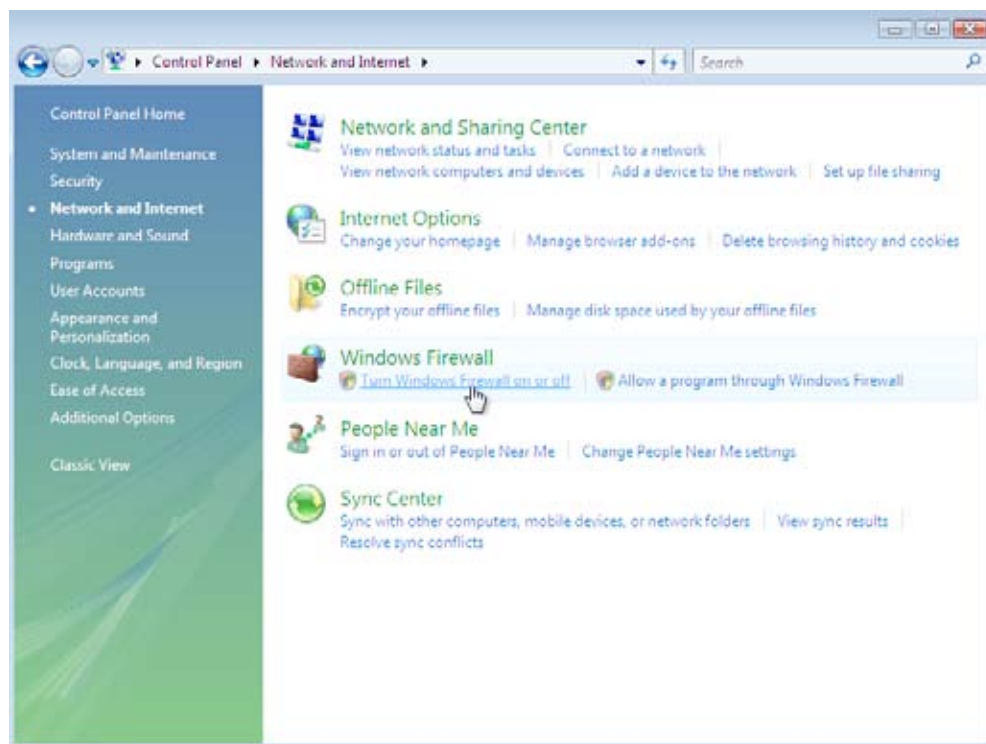 Control Panel Network and Internet Search
Control Panel Home
System and Maintenance
Security
Network and Internet
Hardware and Sound
Programs
User Accounts
Appearance and
Personalization
Clock, Language, and Region
Ease of Access
Additional Options
Classic View
Network and Sharing Center
View network status and tasks Connect to a network
View network computers and devices Add a device to the network Set up file sharing
Internet Options
Change your homepage Manage browser add-ons Delete browsing history and cookies
Offline Files
Encrypt your offline files Manage disk space used by your offline files
Windows Firewall
Turn Windows Firewall on or off Allow a program through Windows Firewall
People Near Me
Sign in or out of People Near Me Change People Near Me settings
Sync Center
Sync with other computers, mobile devices, or network folders View sync results
Resolve sync conflicts